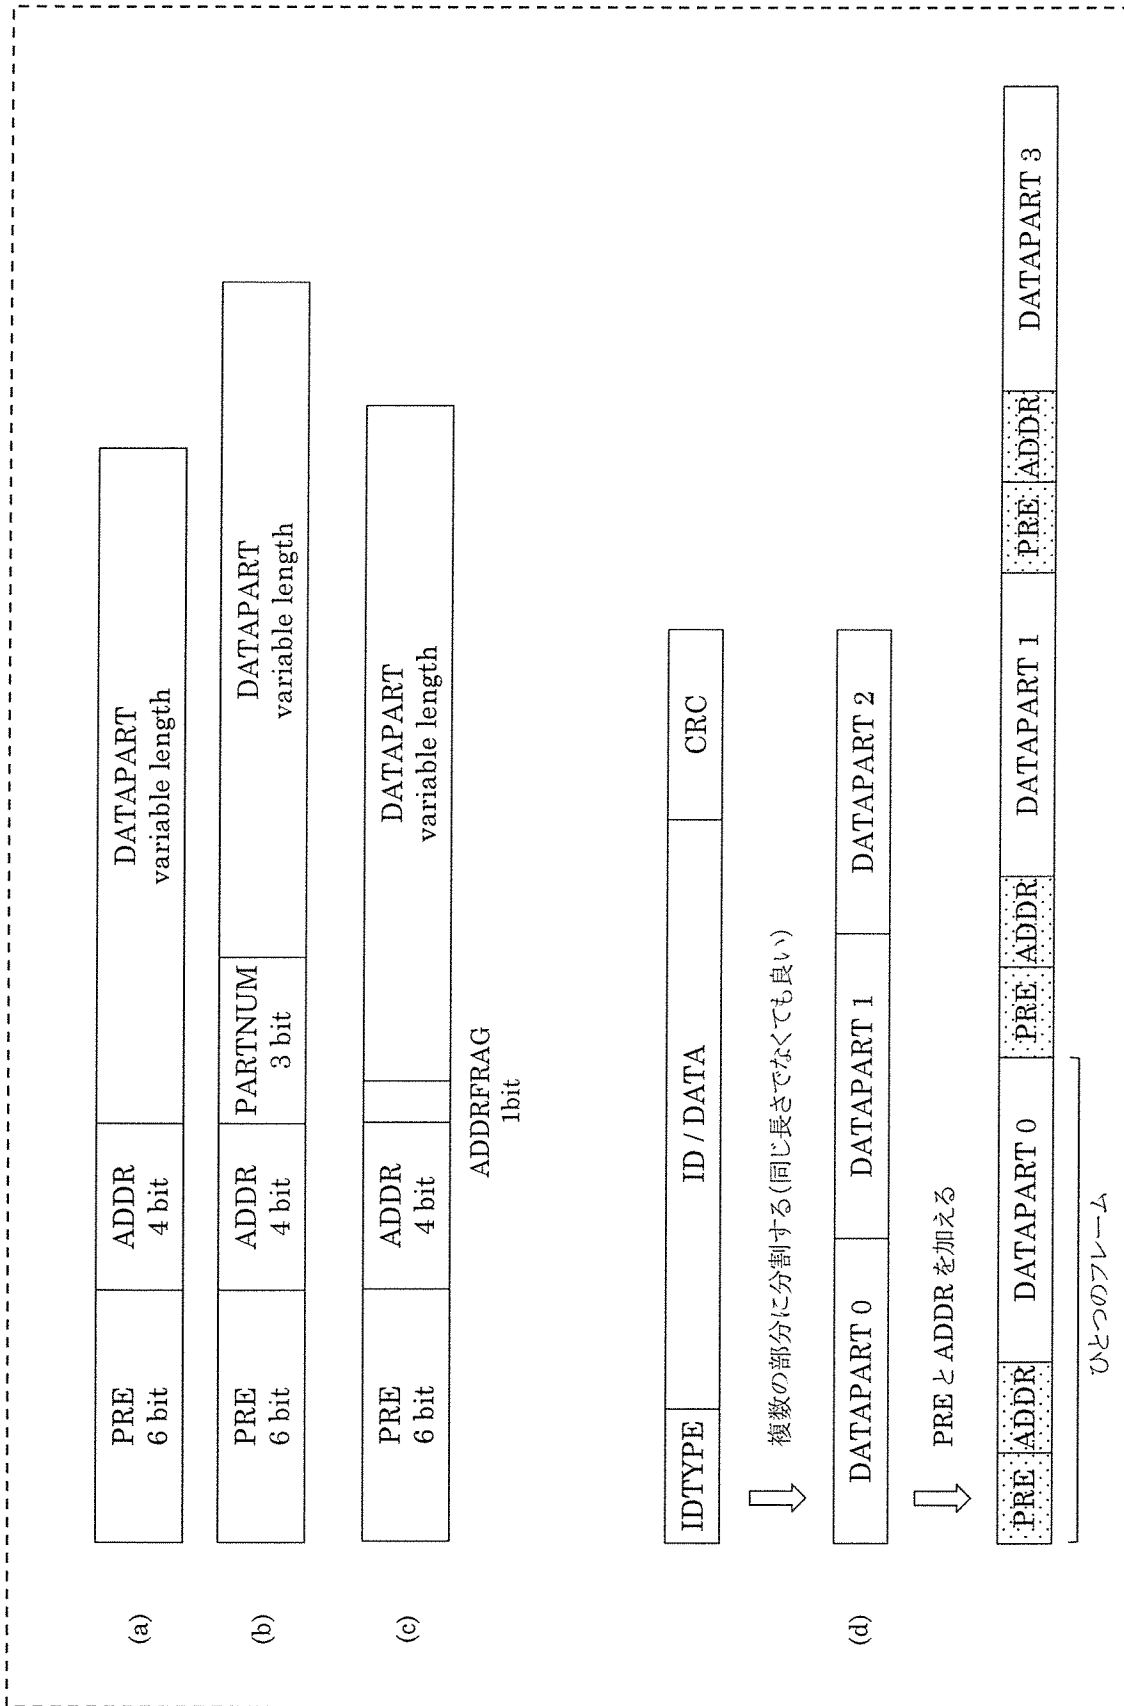 (a)
PRE
6 bit
ADDR
4 bit
DATAPART
variable length
(b)
PRE
6 bit
ADDR
4 bit
PARTNUM
3 bit
DATAPART
variable length
(c)
PRE
6 bit
ADDR
4 bit
ADDRFRAG
1bit
DATAPART
variable length
(d)
IDTYPE
ID / DATA
CRC
複数の部分に分割する(同じ長さでなくても良い)
DATAPART 0
DATAPART 1
DATAPART 2
PRE と ADDR を加える
PRE
ADDR
DATAPART 0
PRE
ADDR
DATAPART 1
PRE
ADDR
DATAPART 3
ひとつのフレーム